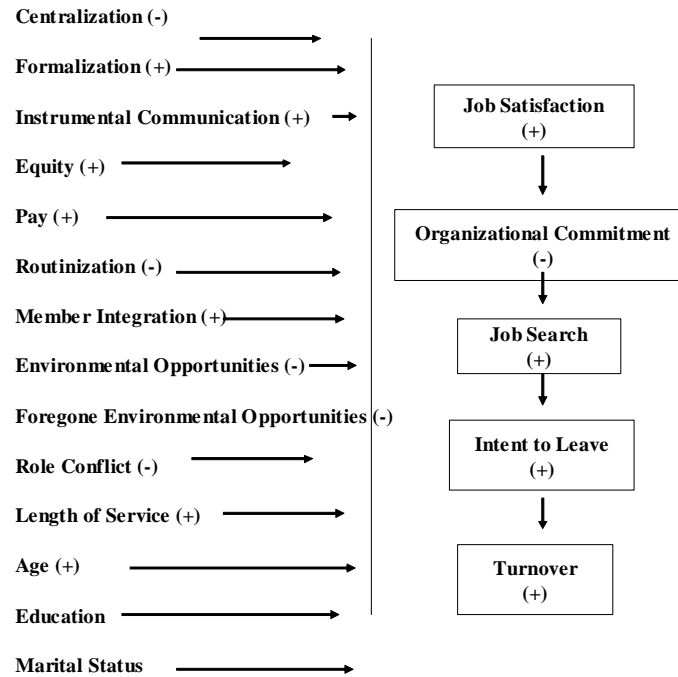 Centralization (-)
Formalization (+)
Instrumental Communication (+)
Equity (+)
Pay (+)
Routinization (-)
Member Integration (+)
Environmental Opportunities (-)
Foregone Environmental Opportunities (-)
Role Conflict (-)
Length of Service (+)
Age (+)
Education
Marital Status
Job Satisfaction
(+)
Organizational Commitment
(-)
Job Search
(+)
Intent to Leave
(+)
Turnover
(+)